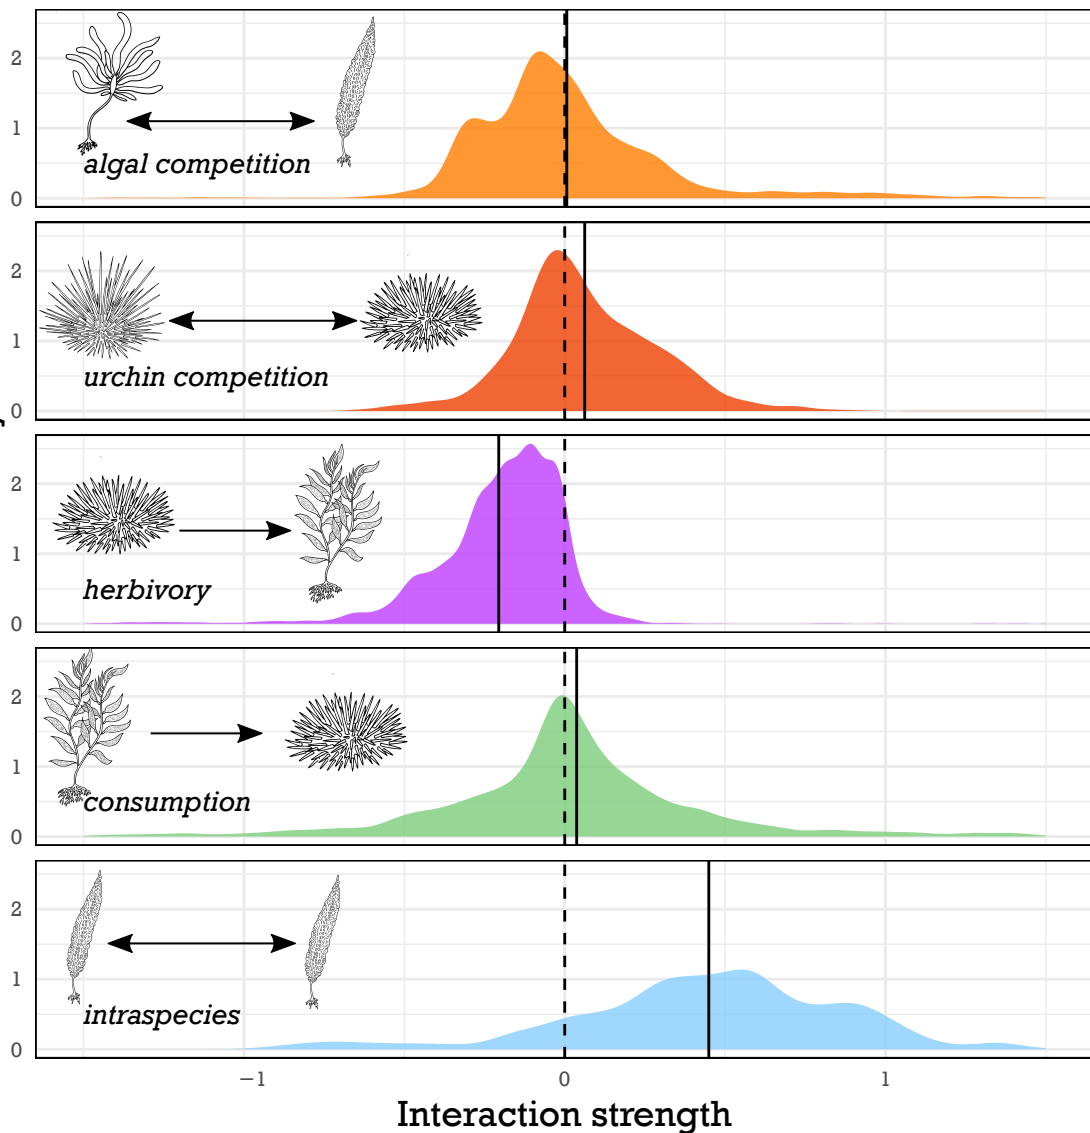 2
1
0
algal competition
2
1
0
urchin competition
2
1
0
herbivory
2
1
0
consumption
2
1
0
intraspecies
−1 0 1
Interaction strength